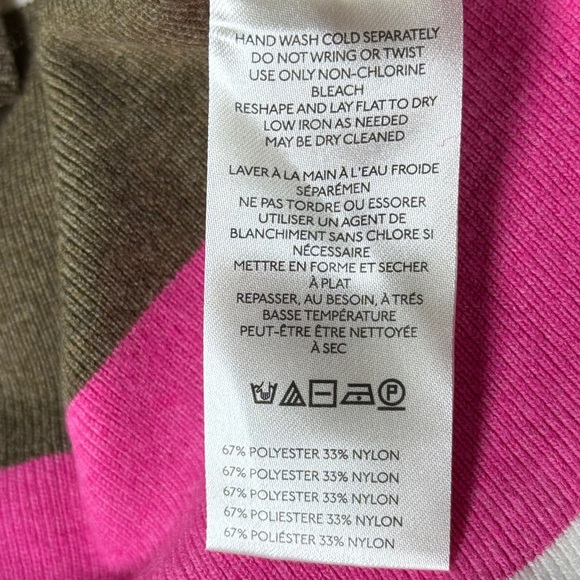 HAND WASH COLD SEPARATELY
DO NOT WRING OR TWIST
USE ONLY NON-CHLORINE
BLEACH
RESHAPE AND LAY FLAT TO DRY
LOW IRON AS NEEDED
MAY BE DRY CLEANED
LAVER À LA MAIN À L'EAU FROIDE
SÉPARÉMEN
NE PAS TORDRE OU ESSORER
UTILISER UN AGENT DE
BLANCHIMENT SANS CHLORE SI
NÉCESSAIRE
METTRE EN FORME ET SECHER
À PLAT
REPASSER, AU BESOIN, À TRÉS
BASSE TEMPÉRATURE
PEUT-ÊTRE ÊTRE NETTOYÉE
À SEC
P
67% POLYESTER 33% NYLON
67% POLYESTER 33% NYLON
67% POLYESTER 33% NYLON
67% POLIESTERE 33% NYLON
67% POLIÉSTER 33% NYLON